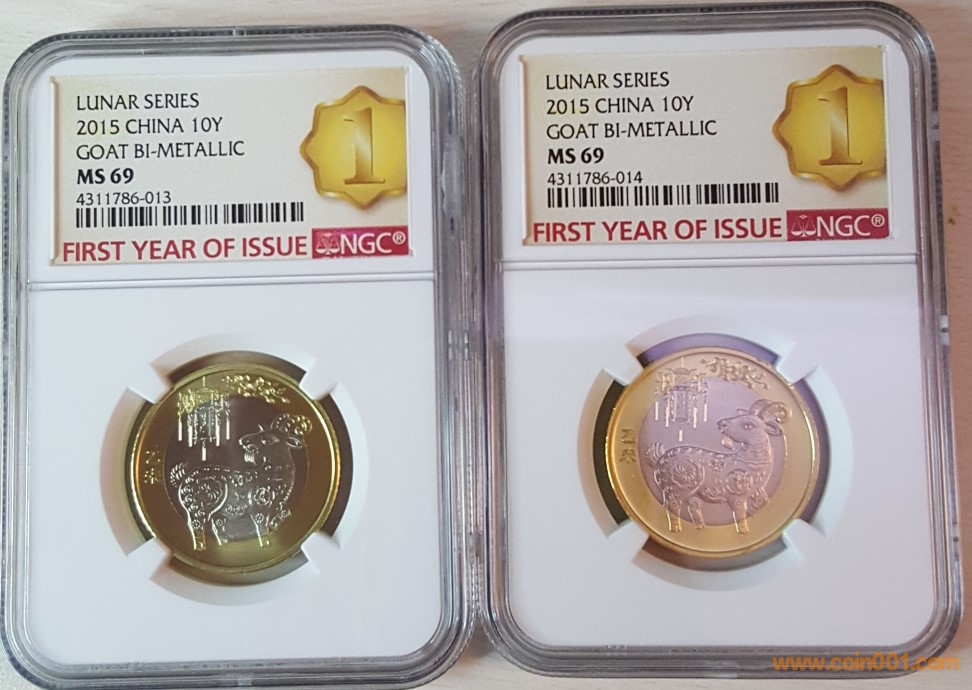 LUNAR SERIES
2015 CHINA 10Y
GOAT BI-METALLIC
MS 69
4311786-013
FIRST YEAR OF ISSUE NGC®
1
LUNAR SERIES
2015 CHINA 10Y
GOAT BI-METALLIC
MS 69
4311786-014
FIRST YEAR OF ISSUE NGC®
1
www.coin001.com